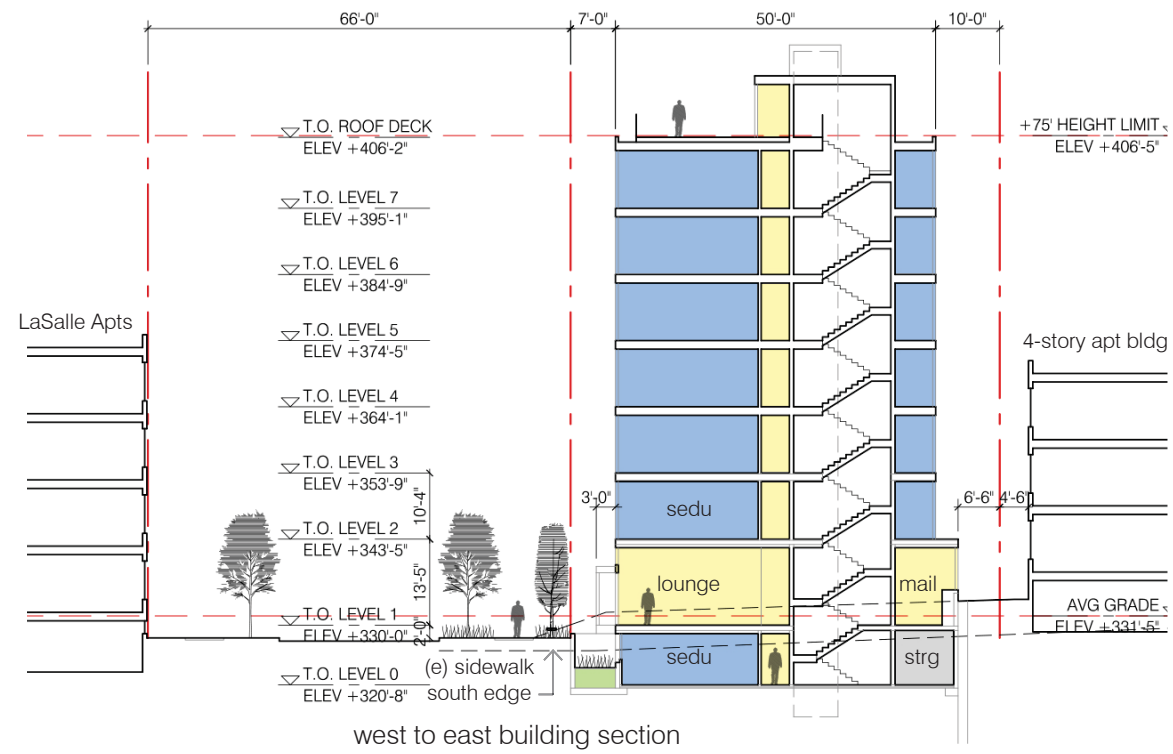 66'-0"
7'-0"
50'-0"
10'-0"
T.O. ROOF DECK
ELEV +406'-2"
+75' HEIGHT LIMIT
ELEV +406'-5"
T.O. LEVEL 7
ELEV +395'-1"
T.O. LEVEL 6
ELEV +384'-9"
LaSalle Apts
T.O. LEVEL 5
ELEV +374'-5"
4-story apt bldg
T.O. LEVEL 4
ELEV +364'-1"
T.O. LEVEL 3
ELEV +353'-9"
10'-4"
3'-0"
sedu
6'-6"
4'-6"
T.O. LEVEL 2
ELEV +343'-5"
13'-5"
lounge
mail
T.O. LEVEL 1
ELEV +330'-0"
2'-0"
AVG GRADE
ELEV +331'-5"
(e) sidewalk
south edge
sedu
strg
T.O. LEVEL 0
ELEV +320'-8"
west to east building section